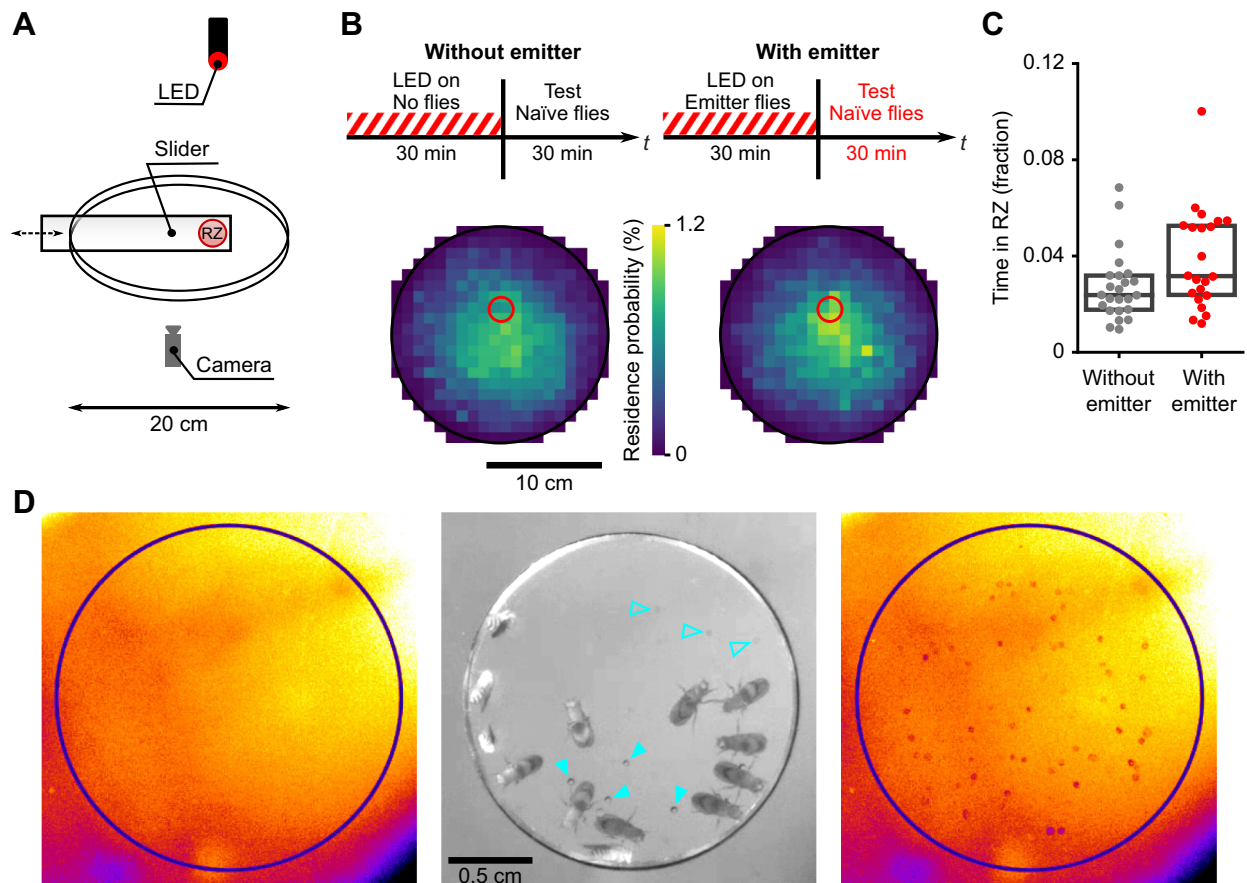 A
LED
Slider
RZ
Camera
20 cm
B
Without emitter
LED on
No flies
Test
Naïve flies
30 min
30 min
t
With emitter
LED on
Emitter flies
Test
Naïve flies
30 min
30 min
t
Residence probability (%)
1.2
0
10 cm
C
Time in RZ (fraction)
0.12
0.08
0.04
0
Without
emitter
With
emitter
D
0.5 cm